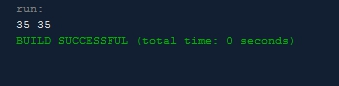 run:
35 35
BUILD SUCCESSFUL (total time: 0 seconds)